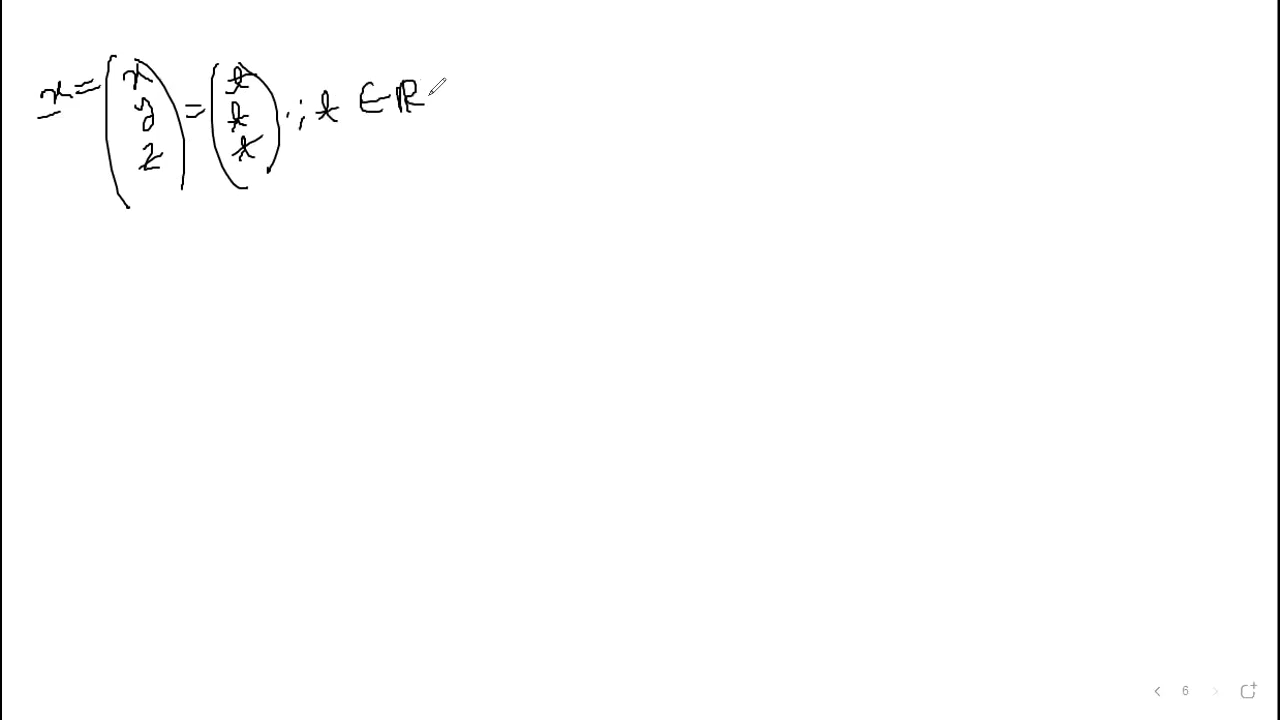 x = (x y z) = (t t t) . ; t ∈ ℝ
6